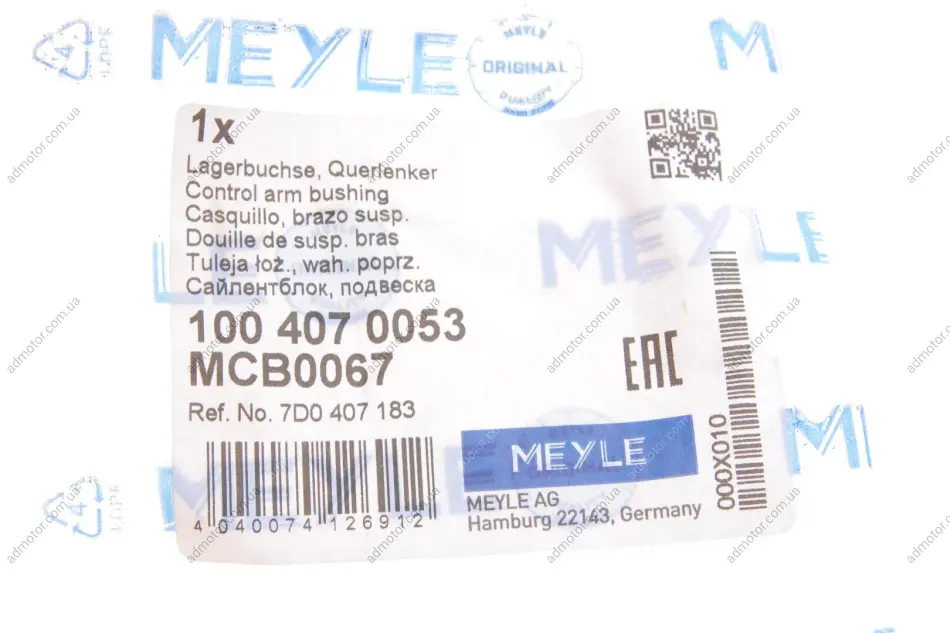 MEYLE
MEYLE
ORIGINAL
M
1x
Lagerbuchse, Querlenker
Control arm bushing
Casquillo, brazo susp.
Douille de susp. bras
Tuleja łoż., wah. poprz.
Сайлентблок, подвеска
MEYLE
100 407 0053
MCB0067
EAC
Ref. No. 7D0 407 183
MEYLE
MEYLE AG
Hamburg 22143, Germany
4 040074 126912
000X010
M
admotor.com.ua